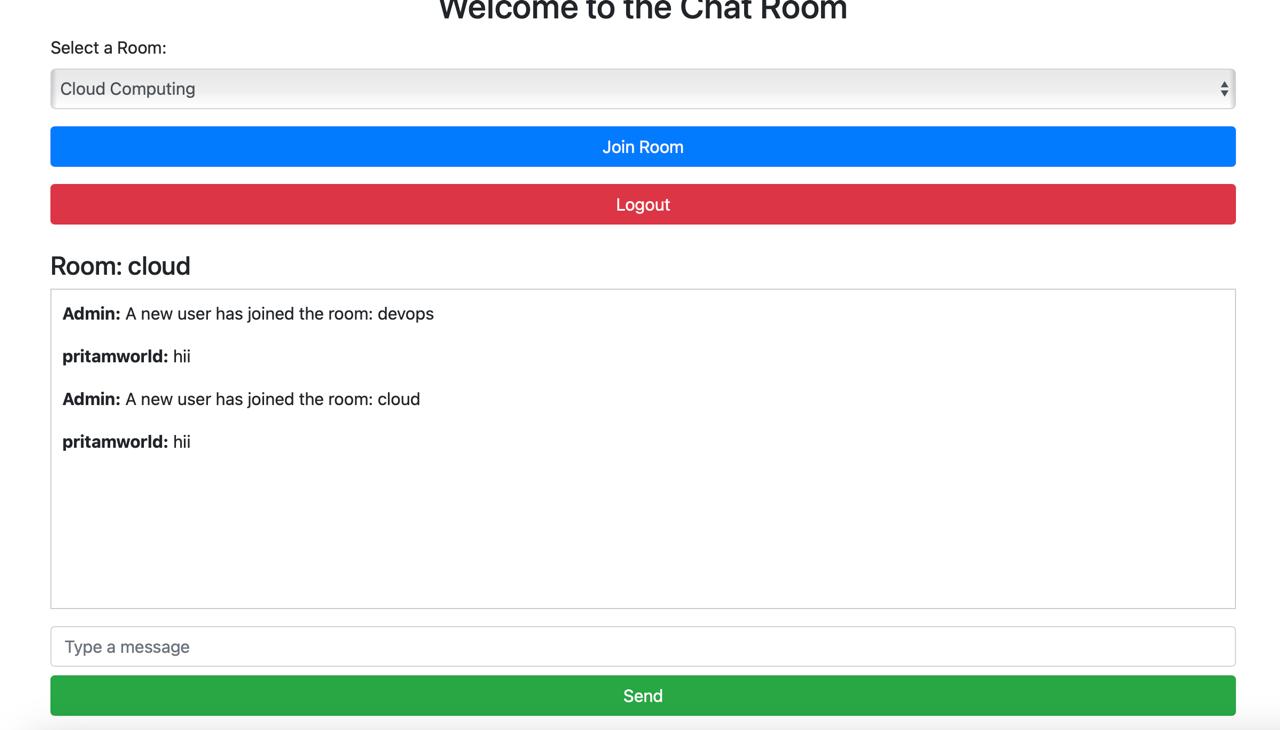 Welcome to the Chat Room
Select a Room:
Cloud Computing
Join Room
Logout
Room: cloud
Admin: A new user has joined the room: devops
pritamworld: hii
Admin: A new user has joined the room: cloud
pritamworld: hii
Type a message
Send